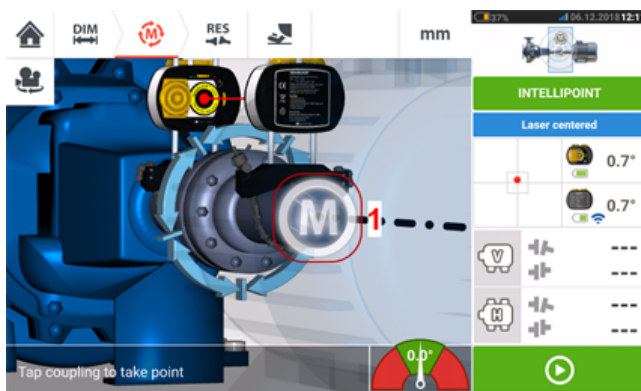 DIM
RES
mm
37%
06.12.2018 12:1
INTELLIPOINT
Laser centered
0.7°
0.7°
M
1
V
---
---
H
---
---
Tap coupling to take point
0.0°